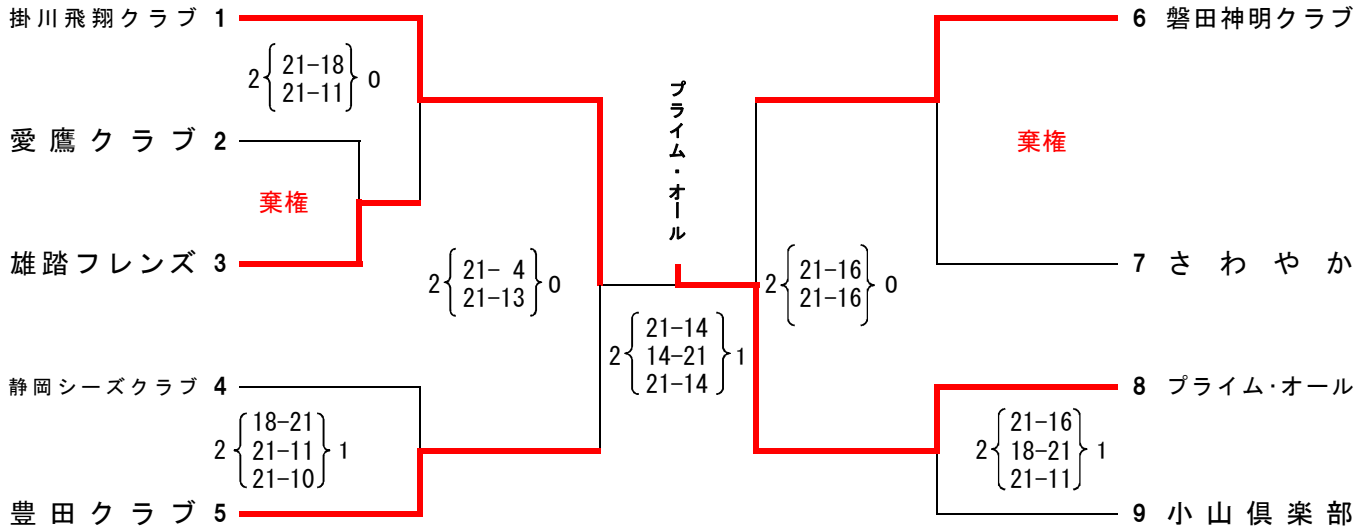 掛川飛翔クラブ 1
2 21-18 0
21-11
愛鷹クラブ 2
棄権
雄踏フレンズ 3
2 21- 4 0
21-13
静岡シーズクラブ 4
18-21
2 21-11 1
21-10
豊田クラブ 5
プライム・オール
21-14
2 14-21 1
21-14
6 磐田神明クラブ
棄権
7 さわやか
2 21-16 0
21-16
8 プライム・オール
21-16
2 18-21 1
21-11
9 小山倶楽部